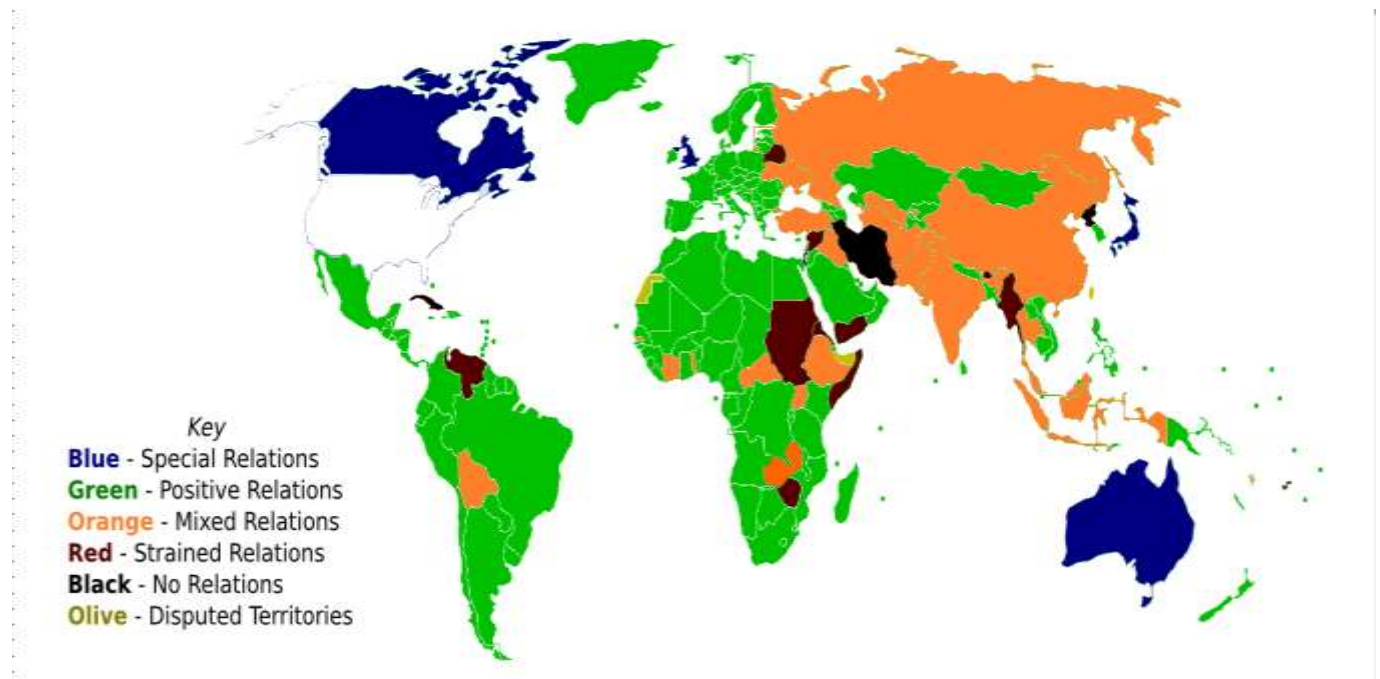 Key
Blue - Special Relations
Green - Positive Relations
Orange - Mixed Relations
Red - Strained Relations
Black - No Relations
Olive - Disputed Territories